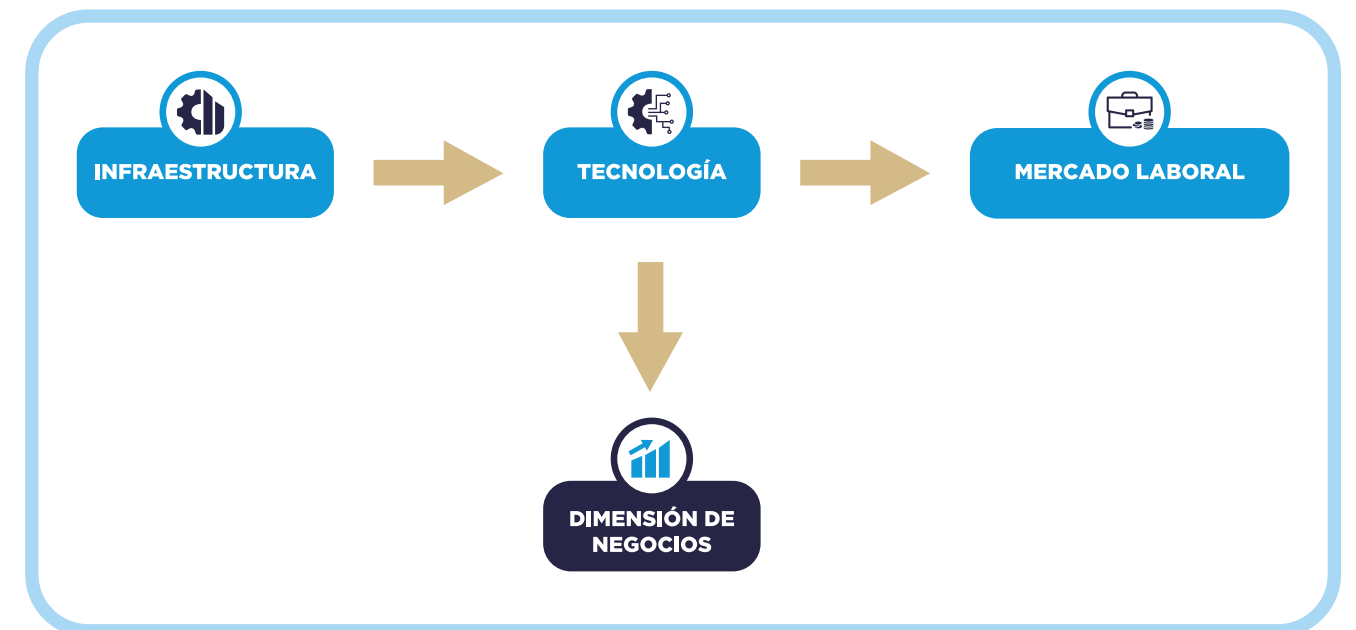 INFRAESTRUCTURA
TECNOLOGÍA
MERCADO LABORAL
DIMENSIÓN DE
NEGOCIOS